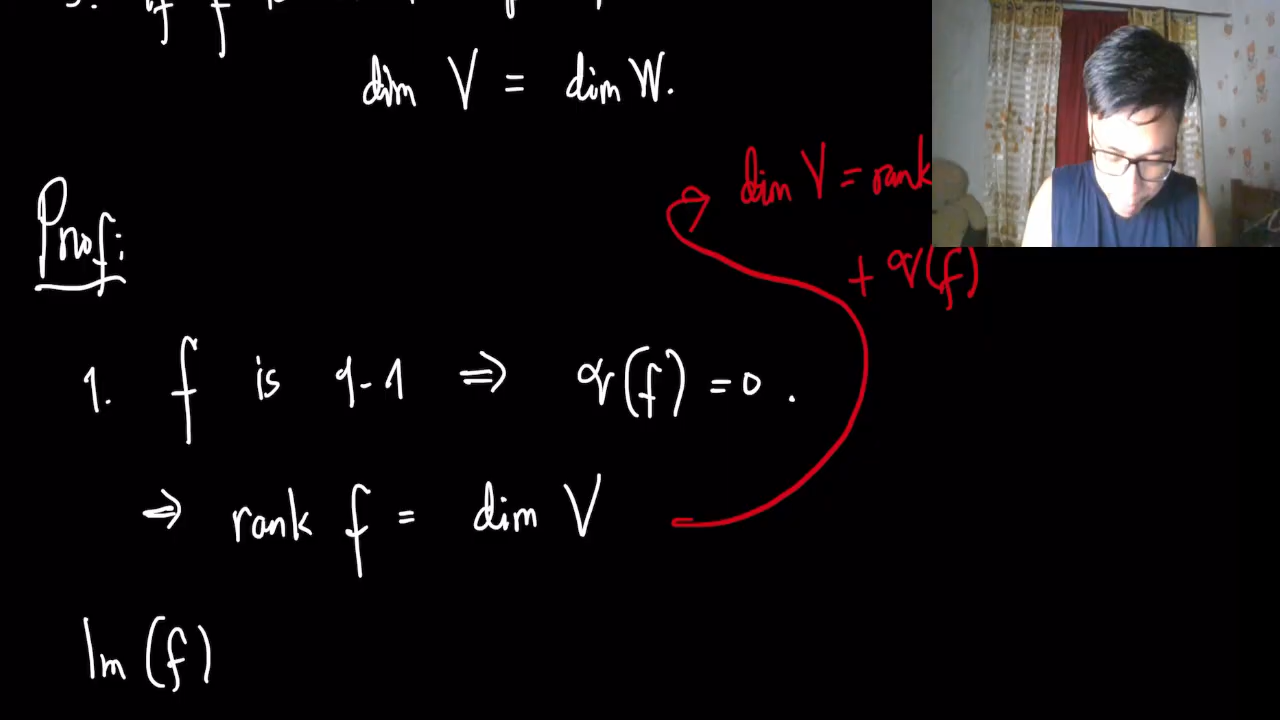 dim V = dim W.
dim V = rank
+ η(f)
Proof:
1. f is 1-1 ⇒ η(f) = 0.
⇒ rank f = dim V
Im (f)